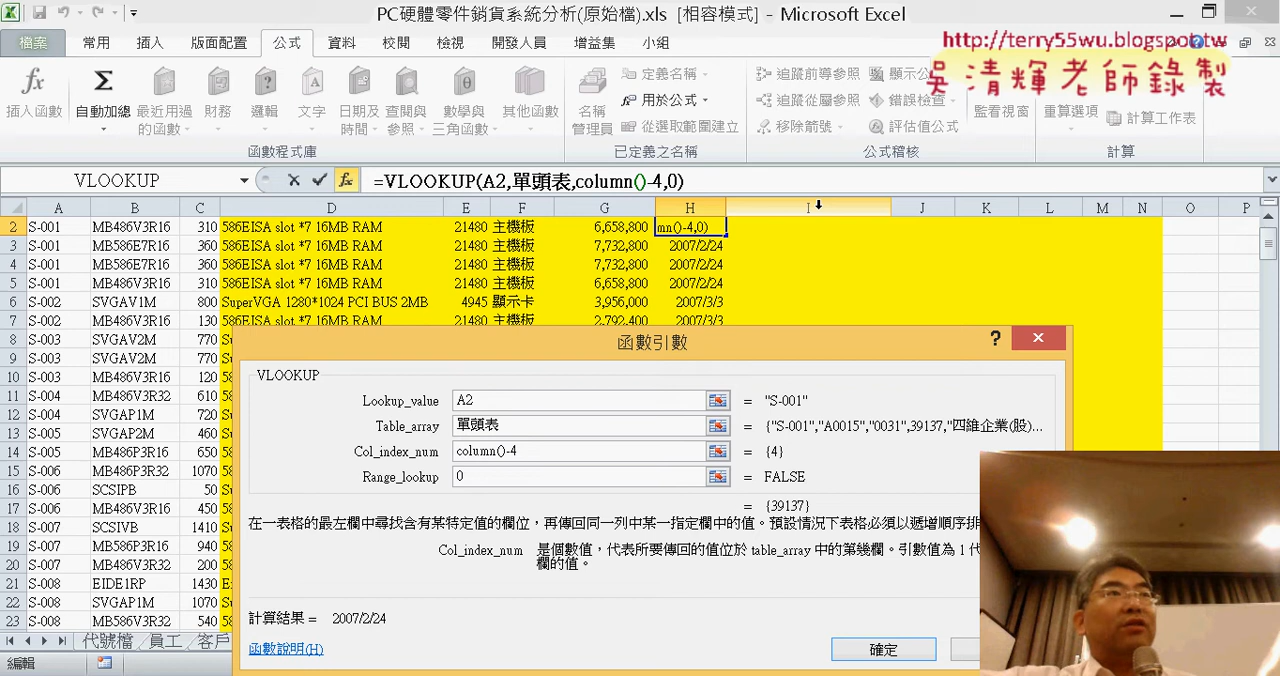 PC硬體零件銷貨系統分析(原始檔).xls [相容模式] - Microsoft Excel
檔案 常用 插入 版面配置 公式 資料 校閱 檢視 開發人員 增益集 小組
http://terry55wu.blogspot.tw
吳清輝老師錄製
插入函數 自動加總 最近用過的函數 財務 邏輯 文字 日期及時間 查閱與參照 數學與三角函數 其他函數
名稱管理員 定義名稱 用於公式 從選取範圍建立
追蹤前導參照 追蹤從屬參照 移除箭號 顯示公 錯誤檢查 評估值公式 監看視窗 重算選項 計算工作表
函數程式庫 已定義之名稱 公式稽核 計算
VLOOKUP =VLOOKUP(A2,單頭表,column()-4,0)
A B C D E F G H I J K L M N O P
2 S-001 MB486V3R16 310 586EISA slot *7 16MB RAM 21480 主機板 6,658,800 mn()-4,0)
3 S-001 MB586E7R16 360 586EISA slot *7 16MB RAM 21480 主機板 7,732,800 2007/2/24
4 S-001 MB586E7R16 360 586EISA slot *7 16MB RAM 21480 主機板 7,732,800 2007/2/24
5 S-001 MB486V3R16 310 586EISA slot *7 16MB RAM 21480 主機板 6,658,800 2007/2/24
6 S-002 SVGAV1M 800 SuperVGA 1280*1024 PCI BUS 2MB 4945 顯示卡 3,956,000 2007/3/3
7 S-002 MB486V3R16 130 586EISA slot *7 16MB RAM 21480 主機板 2,792,400 2007/3/3
8 S-003 SVGAV2M 770
9 S-003 SVGAV2M 770
10 S-003 MB486V3R16 120
11 S-004 MB486V3R32 610
12 S-004 SVGAP1M 720
13 S-005 SVGAP2M 460
14 S-005 MB486P3R16 650
15 S-006 MB486P3R32 1070
16 S-006 SCSIPB 50
17 S-006 MB486V3R16 450
18 S-007 SCSIVB 1410
19 S-007 MB586P3R16 940
20 S-007 MB486V3R32 200
21 S-008 EIDE1RP 1430
22 S-008 SVGAP1M 1070
23 S-008 MB586V3R32 540
函數引數
VLOOKUP
Lookup_value A2 = "S-001"
Table_array 單頭表 = {"S-001","A0015","0031",39137,"四維企業(股)...
Col_index_num column()-4 = {4}
Range_lookup 0 = FALSE
= {39137}
在一表格的最左欄中尋找含有某特定值的欄位，再傳回同一列中某一指定欄中的值。預設情況下表格必須以遞增順序排
Col_index_num 是個數值，代表所要傳回的值位於 table_array 中的第幾欄。引數值為 1 代
欄的值。
計算結果 = 2007/2/24
函數說明(H) 確定
代號檔 員工 客戶
編輯